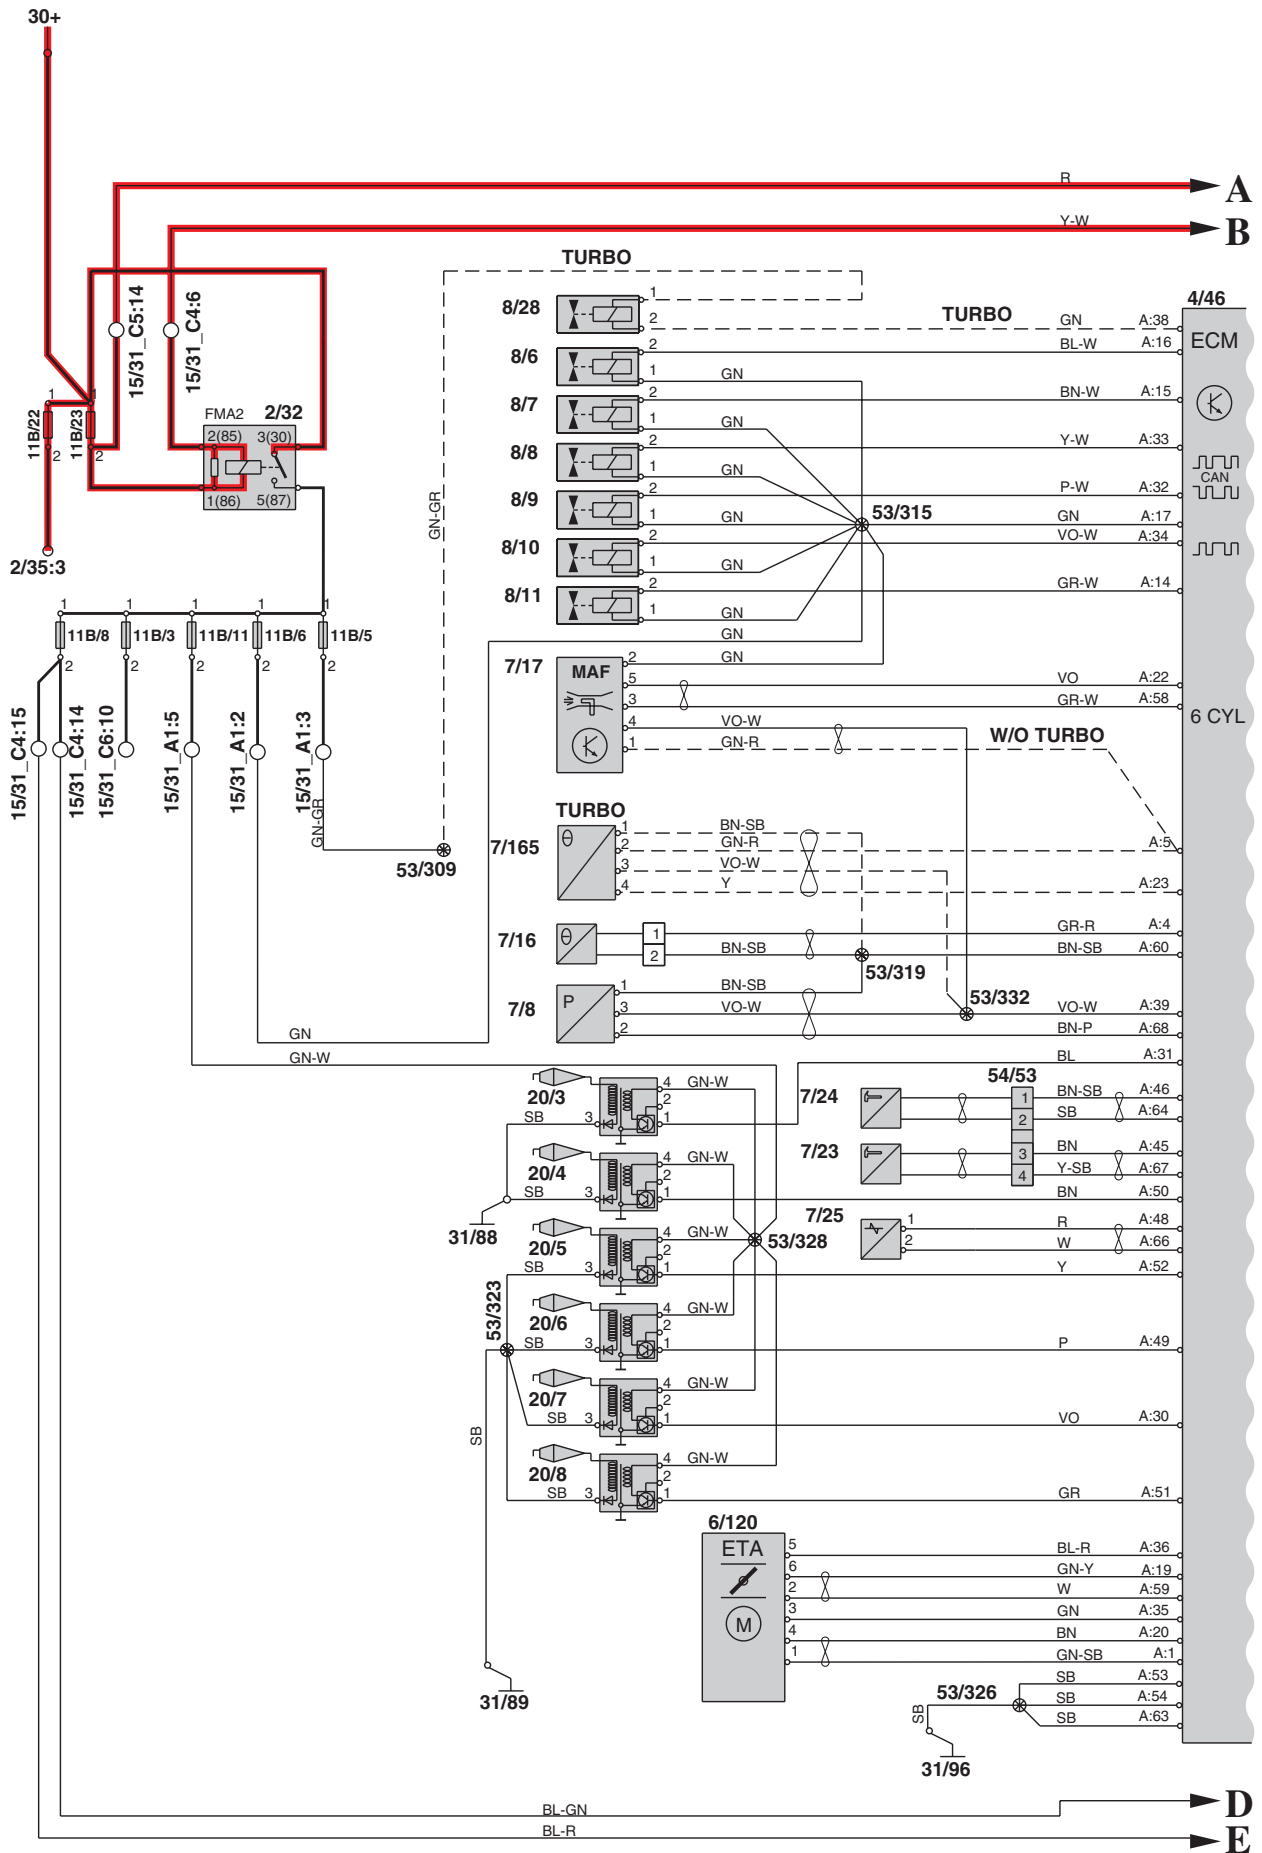 30+
R
A
Y-W
B
TURBO
15/31_C5:14
15/31_C4:6
8/28
1
2
TURBO
GN
A:38
4/46
ECM
8/6
2
BL-W
A:16
1
GN
8/7
2
BN-W
A:15
1
GN
8/8
2
Y-W
A:33
1
GN
8/9
2
P-W
A:32
1
GN
53/315
GN
A:17
8/10
2
VO-W
A:34
1
GN
8/11
2
GR-W
A:14
1
GN
GN
CAN
6 CYL
1
1
11B/22
11B/23
2
2
FMA2
2/32
2(85)
3(30)
1(86)
5(87)
GN-GR
2/35:3
1
1
1
1
1
11B/8
11B/3
11B/11
11B/6
11B/5
2
2
2
2
2
15/31_C4:15
15/31_C4:14
15/31_C6:10
15/31_A1:5
15/31_A1:2
15/31_A1:3
GN-GR
53/309
7/17
MAF
2
GN
5
VO
A:22
3
GR-W
A:58
4
VO-W
1
GN-R
W/O TURBO
TURBO
7/165
1
BN-SB
2
GN-R
A:5
3
VO-W
4
Y
A:23
7/16
1
GR-R
A:4
2
BN-SB
BN-SB
A:60
53/319
7/8
P
1
BN-SB
53/332
3
VO-W
VO-W
A:39
2
BN-P
A:68
GN
GN-W
BL
A:31
20/3
4
GN-W
2
SB
3
1
7/24
54/53
1
BN-SB
A:46
2
SB
A:64
7/23
3
BN
A:45
4
Y-SB
A:67
20/4
4
GN-W
2
SB
3
1
BN
A:50
31/88
7/25
1
R
A:48
2
W
A:66
20/5
4
GN-W
53/328
2
SB
3
1
Y
A:52
53/323
20/6
4
GN-W
2
SB
3
1
P
A:49
20/7
4
GN-W
2
SB
3
1
VO
A:30
SB
20/8
4
GN-W
2
SB
3
1
GR
A:51
6/120
ETA
M
5
BL-R
A:36
6
GN-Y
A:19
2
W
A:59
3
GN
A:35
4
BN
A:20
1
GN-SB
A:1
31/89
53/326
SB
A:53
SB
A:54
SB
A:63
SB
31/96
BL-GN
D
BL-R
E